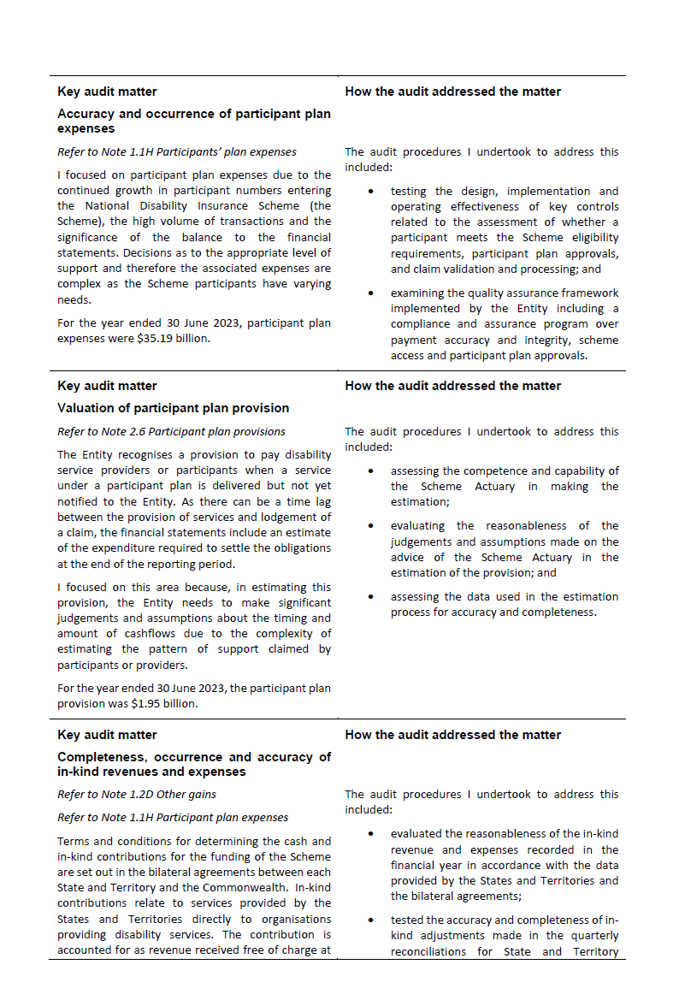 Key audit matter
Accuracy and occurrence of participant plan
expenses
Refer to Note 1.1H Participants’ plan expenses
I focused on participant plan expenses due to the
continued growth in participant numbers entering
the National Disability Insurance Scheme (the
Scheme), the high volume of transactions and the
significance of the balance to the financial
statements. Decisions as to the appropriate level of
support and therefore the associated expenses are
complex as the Scheme participants have varying
needs.
For the year ended 30 June 2023, participant plan
expenses were $35.19 billion.
How the audit addressed the matter
The audit procedures I undertook to address this
included:
• testing the design, implementation and
operating effectiveness of key controls
related to the assessment of whether a
participant meets the Scheme eligibility
requirements, participant plan approvals,
and claim validation and processing; and
• examining the quality assurance framework
implemented by the Entity including a
compliance and assurance program over
payment accuracy and integrity, scheme
access and participant plan approvals.
Key audit matter
Valuation of participant plan provision
Refer to Note 2.6 Participant plan provisions
The Entity recognises a provision to pay disability
service providers or participants when a service
under a participant plan is delivered but not yet
notified to the Entity. As there can be a time lag
between the provision of services and lodgement of
a claim, the financial statements include an estimate
of the expenditure required to settle the obligations
at the end of the reporting period.
I focused on this area because, in estimating this
provision, the Entity needs to make significant
judgements and assumptions about the timing and
amount of cashflows due to the complexity of
estimating the pattern of support claimed by
participants or providers.
For the year ended 30 June 2023, the participant plan
provision was $1.95 billion.
How the audit addressed the matter
The audit procedures I undertook to address this
included:
• assessing the competence and capability of
the Scheme Actuary in making the
estimation;
• evaluating the reasonableness of the
judgements and assumptions made on the
advice of the Scheme Actuary in the
estimation of the provision; and
• assessing the data used in the estimation
process for accuracy and completeness.
Key audit matter
Completeness, occurrence and accuracy of
in-kind revenues and expenses
Refer to Note 1.2D Other gains
Refer to Note 1.1H Participant plan expenses
Terms and conditions for determining the cash and
in-kind contributions for the funding of the Scheme
are set out in the bilateral agreements between each
State and Territory and the Commonwealth. In-kind
contributions relate to services provided by the
States and Territories directly to organisations
providing disability services. The contribution is
accounted for as revenue received free of charge at
How the audit addressed the matter
The audit procedures I undertook to address this
included:
• evaluated the reasonableness of the in-kind
revenue and expenses recorded in the
financial year in accordance with the data
provided by the States and Territories and
the bilateral agreements;
• tested the accuracy and completeness of in-
kind adjustments made in the quarterly
reconciliations for State and Territory